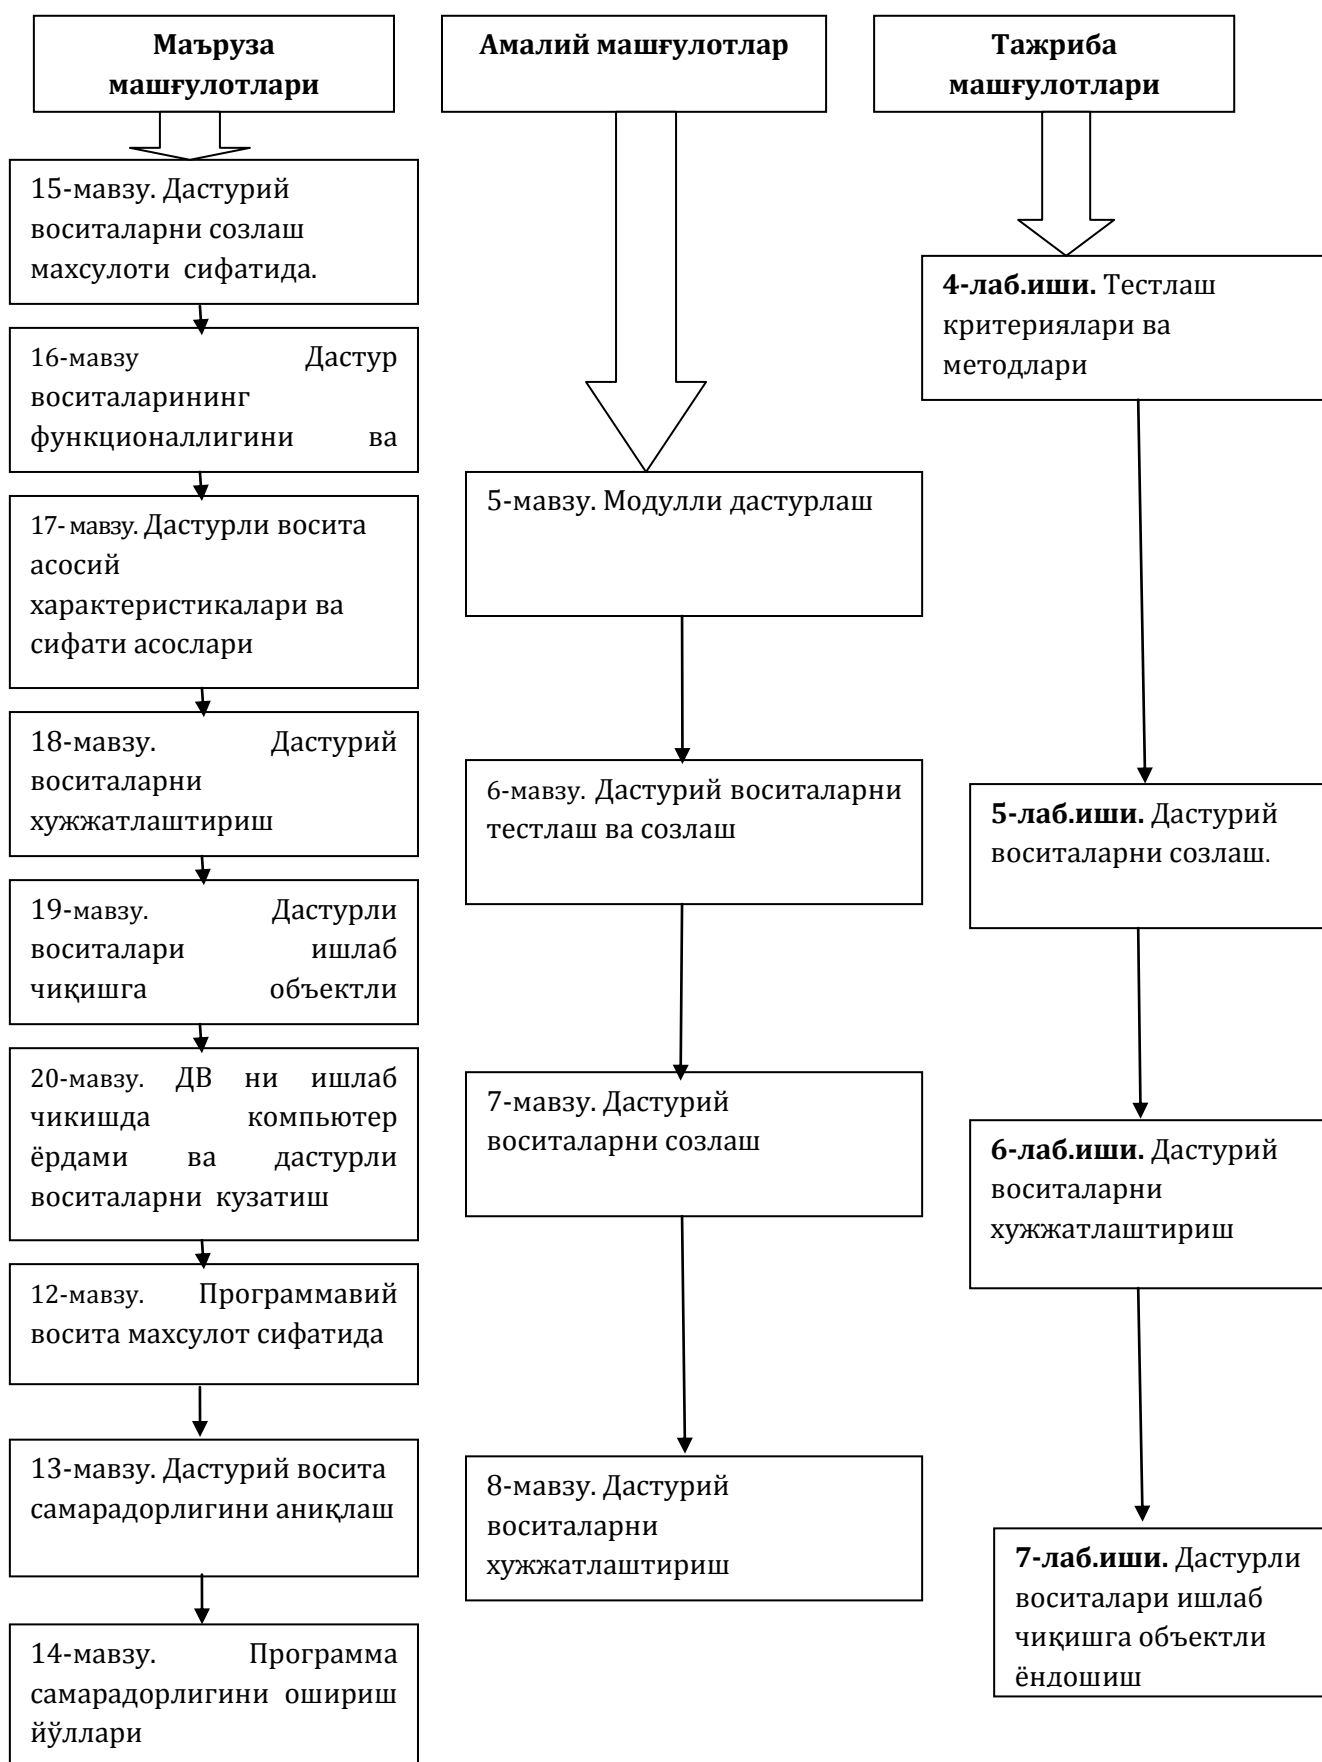 Маъруза
машғулотлари
15-мавзу. Дастурий
воситаларни созлаш
махсулоти сифатида.
16-мавзу Дастур
воситаларининг
функционаллигини ва
17- мавзу. Дастурли восита
асосий
характеристикалари ва
сифати асослари
18-мавзу. Дастурий
воситаларни
хужжатлаштириш
19-мавзу. Дастурли
воситалари ишлаб
чиқишга объектли
20-мавзу. ДВ ни ишлаб
чикишда компьютер
ёрдами ва дастурли
воситаларни кузатиш
12-мавзу. Программавий
восита махсулот сифатида
13-мавзу. Дастурий восита
самарадорлигини аниқлаш
14-мавзу. Программа
самарадорлигини ошириш
йўллари
Амалий машғулотлар
5-мавзу. Модулли дастурлаш
6-мавзу. Дастурий воситаларни
тестлаш ва созлаш
7-мавзу. Дастурий
воситаларни созлаш
8-мавзу. Дастурий
воситаларни
хужжатлаштириш
Тажриба
машғулотлари
4-лаб.иши. Тестлаш
критериялари ва
методлари
5-лаб.иши. Дастурий
воситаларни созлаш.
6-лаб.иши. Дастурий
воситаларни
хужжатлаштириш
7-лаб.иши. Дастурли
воситалари ишлаб
чиқишга объектли
ёндошиш